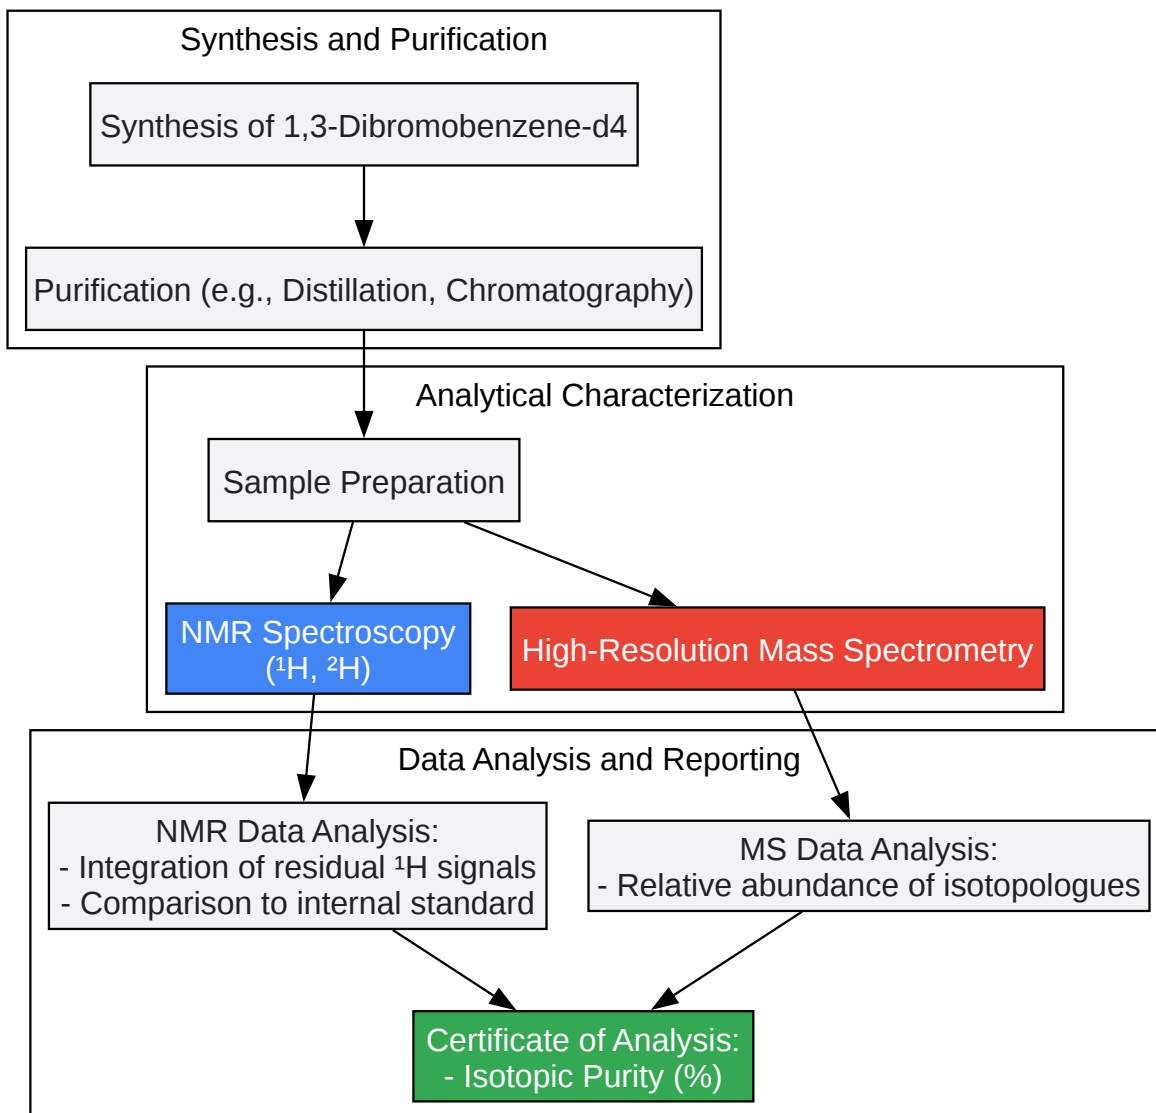 Synthesis and Purification
Synthesis of 1,3-Dibromobenzene-d4
Purification (e.g., Distillation, Chromatography)
Analytical Characterization
Sample Preparation
NMR Spectroscopy
(¹H, ²H)
High-Resolution Mass Spectrometry
Data Analysis and Reporting
NMR Data Analysis:
- Integration of residual ¹H signals
- Comparison to internal standard
MS Data Analysis:
- Relative abundance of isotopologues
Certificate of Analysis:
- Isotopic Purity (%)